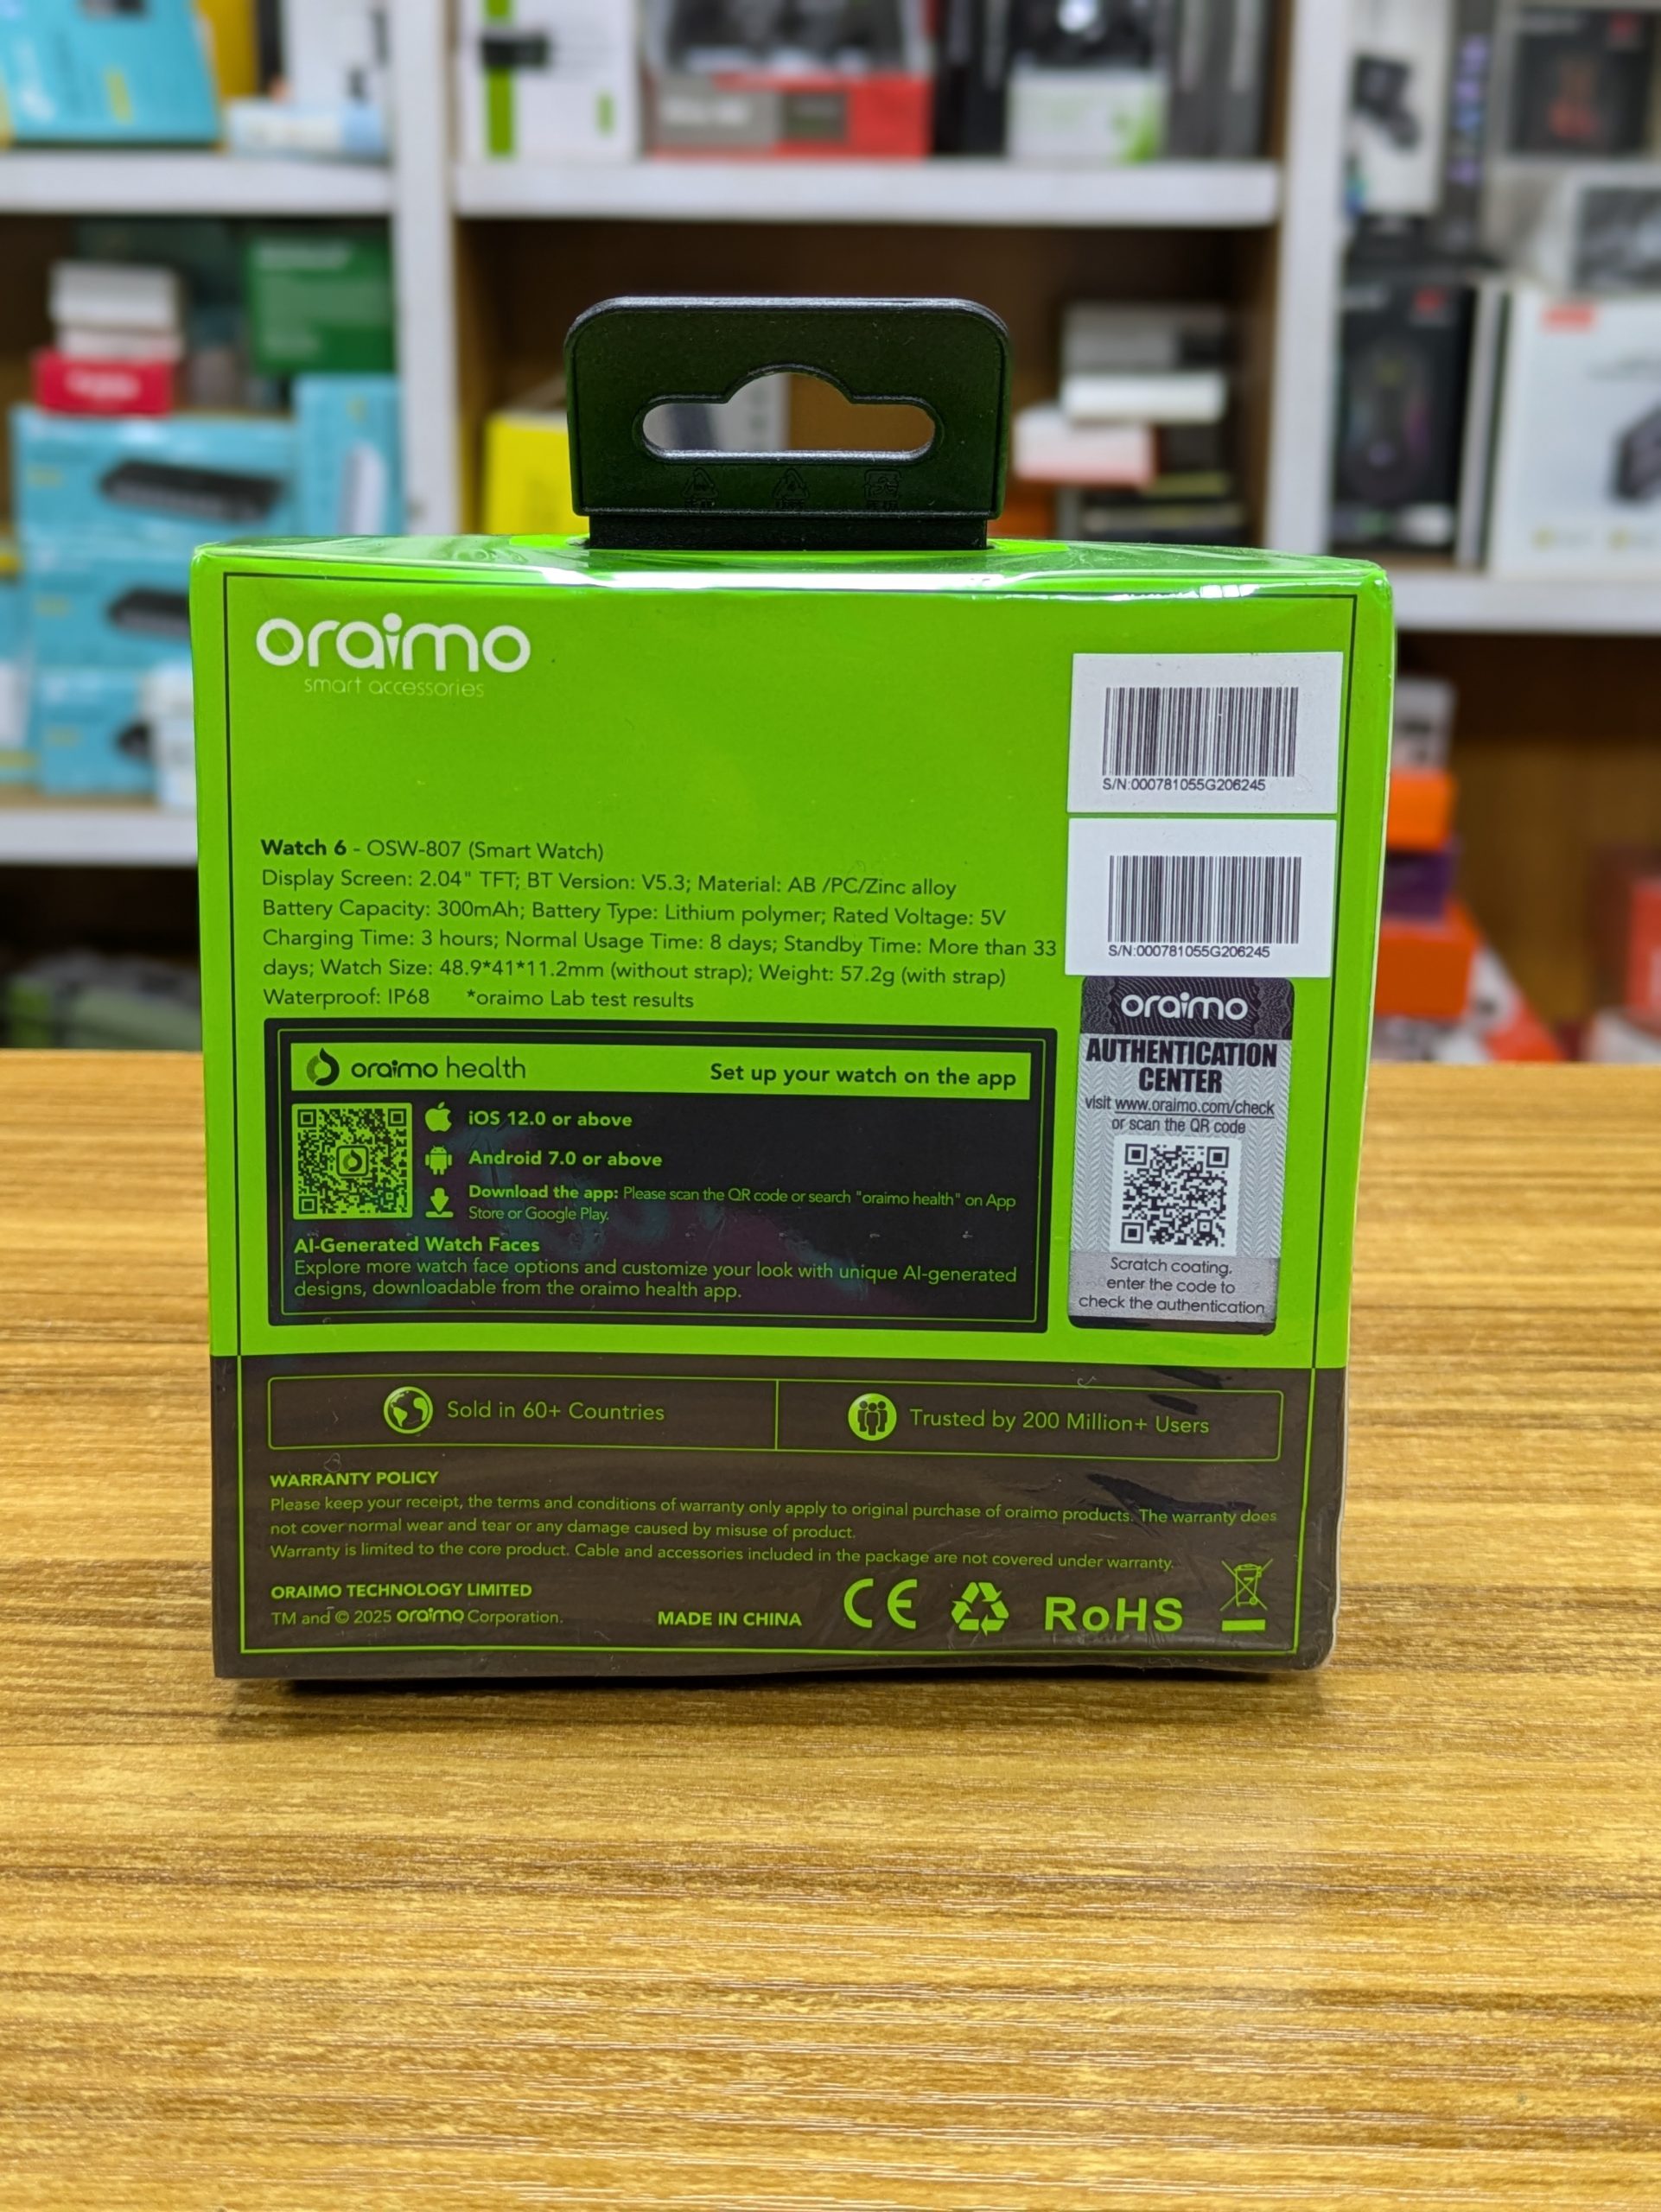 oraimo
smart accessories
S/N:000781055G206245
Watch 6 - OSW-807 (Smart Watch)
Display Screen: 2.04" TFT; BT Version: V5.3; Material: AB /PC/Zinc alloy
Battery Capacity: 300mAh; Battery Type: Lithium polymer; Rated Voltage: 5V
Charging Time: 3 hours; Normal Usage Time: 8 days; Standby Time: More than 33
days; Watch Size: 48.9*41*11.2mm (without strap); Weight: 57.2g (with strap)
Waterproof: IP68 *oraimo Lab test results
S/N:000781055G206245
oraimo
AUTHENTICATION
CENTER
visit www.oraimo.com/check
or scan the QR code
Scratch coating,
enter the code to
check the authentication
oraimo health
Set up your watch on the app
iOS 12.0 or above
Android 7.0 or above
Download the app: Please scan the QR code or search "oraimo health" on App
Store or Google Play.
AI-Generated Watch Faces
Explore more watch face options and customize your look with unique AI-generated
designs, downloadable from the oraimo health app.
Sold in 60+ Countries
Trusted by 200 Million+ Users
WARRANTY POLICY
Please keep your receipt, the terms and conditions of warranty only apply to original purchase of oraimo products. The warranty does
not cover normal wear and tear or any damage caused by misuse of product.
Warranty is limited to the core product. Cable and accessories included in the package are not covered under warranty.
ORAIMO TECHNOLOGY LIMITED
TM and © 2025 oraimo Corporation.
MADE IN CHINA
CE
RoHS